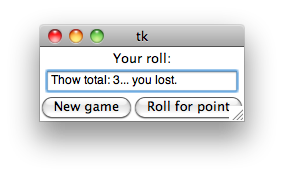 tk
Your roll:
Thow total: 3... you lost.
New game Roll for point